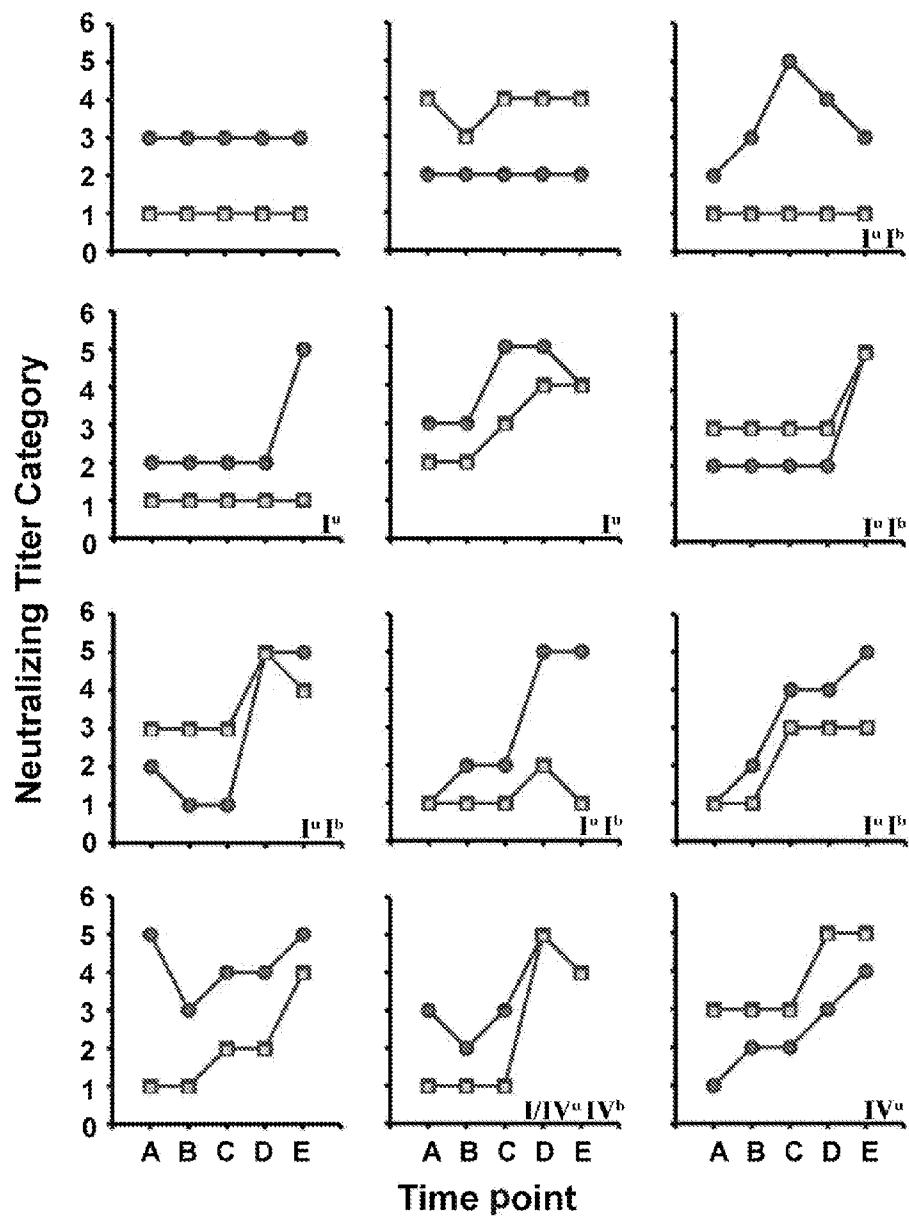 Neutralizing Titer Category
6
5
4
3
2
1
0
Iᵘ Iᵇ
6
5
4
3
2
1
0
Iᵘ
Iᵘ
Iᵘ Iᵇ
6
5
4
3
2
1
0
Iᵘ Iᵇ
Iᵘ Iᵇ
Iᵘ Iᵇ
6
5
4
3
2
1
0
I/IVᵘ IVᵇ
IVᵘ
A B C D E A B C D E A B C D E
Time point